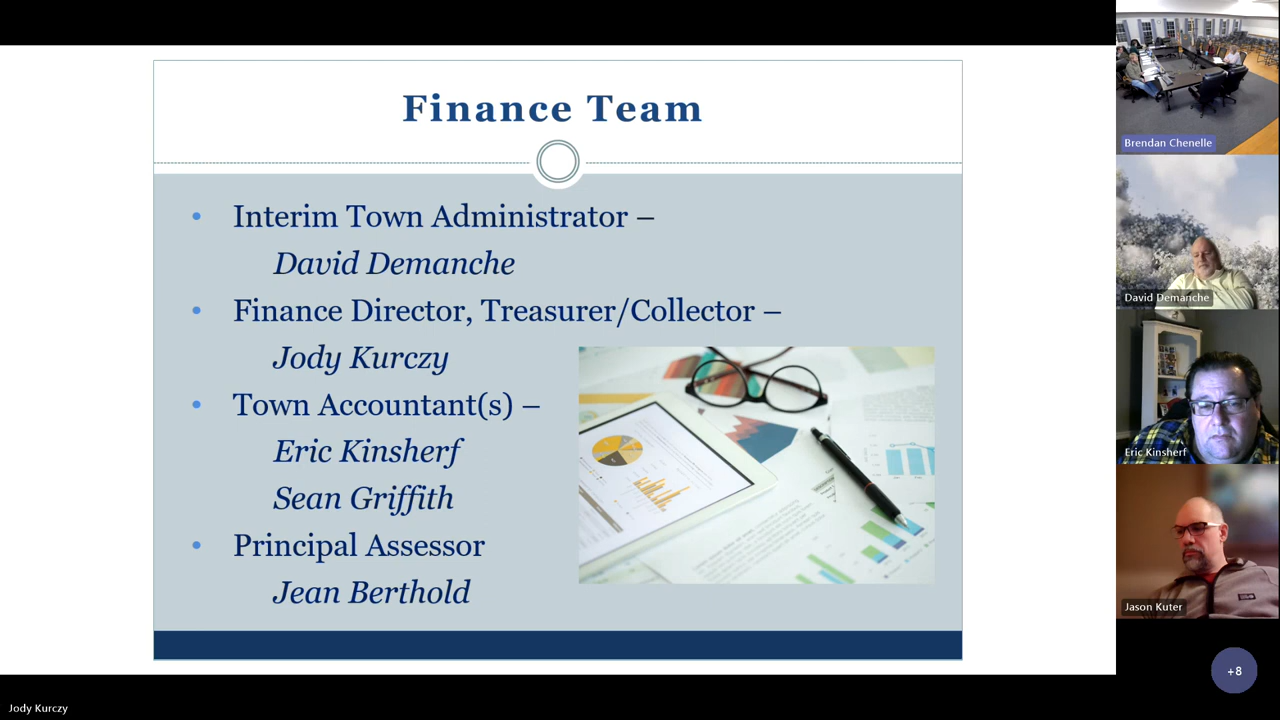 Finance Team
• Interim Town Administrator –
David Demanche
• Finance Director, Treasurer/Collector –
Jody Kurczy
• Town Accountant(s) –
Eric Kinsherf
Sean Griffith
• Principal Assessor
Jean Berthold
Brendan Chenelle
David Demanche
Eric Kinsherf
Jason Kuter
+8
Jody Kurczy